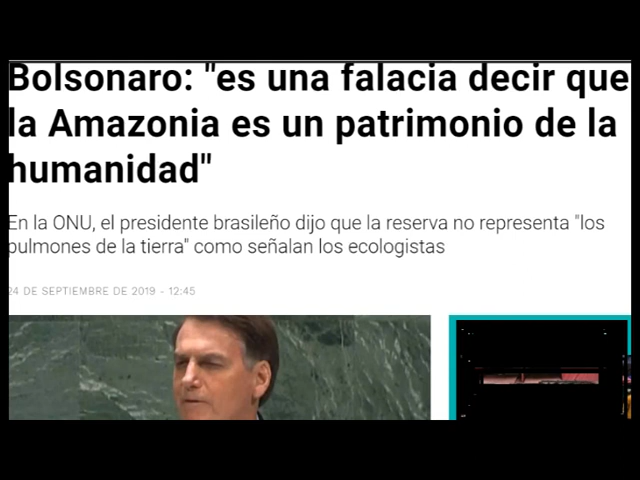 Bolsonaro: "es una falacia decir que
la Amazonia es un patrimonio de la
humanidad"
En la ONU, el presidente brasileño dijo que la reserva no representa "los
pulmones de la tierra" como señalan los ecologistas
24 DE SEPTIEMBRE DE 2019 - 12:45